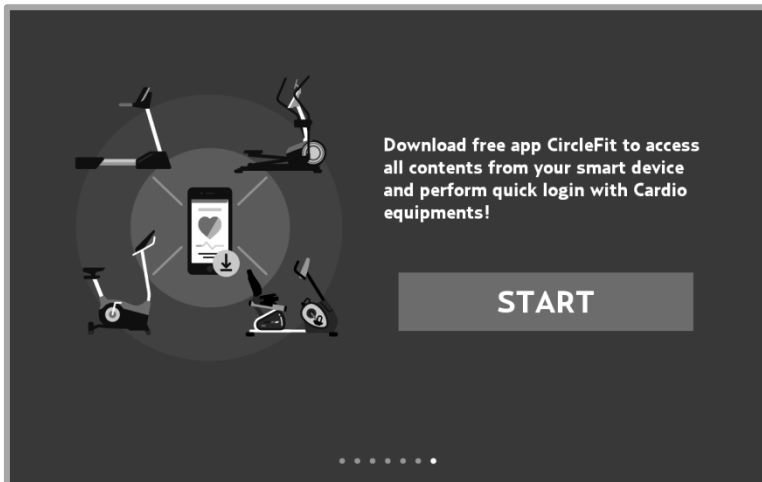 Download free app CircleFit to access
all contents from your smart device
and perform quick login with Cardio
equipments!
START